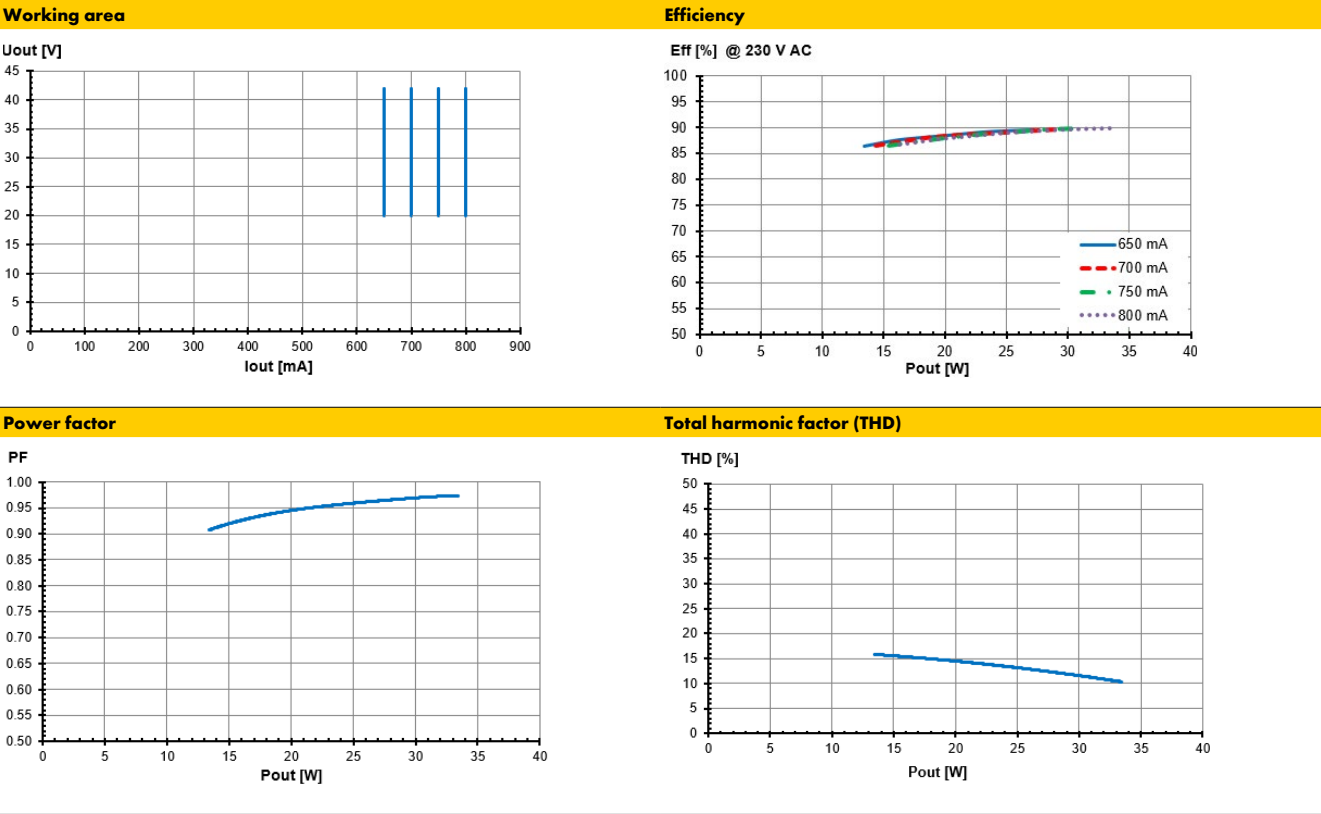 Working area
Efficiency
Uout [V]
45
40
35
30
25
20
15
10
5
0
0 100 200 300 400 500 600 700 800 900
Iout [mA]
Eff [%] @ 230 V AC
100
95
90
85
80
75
70
65
60
55
50
650 mA
700 mA
750 mA
800 mA
0 5 10 15 20 25 30 35 40
Pout [W]
Power factor
Total harmonic factor (THD)
PF
1.00
0.95
0.90
0.85
0.80
0.75
0.70
0.65
0.60
0.55
0.50
0 5 10 15 20 25 30 35 40
Pout [W]
THD [%]
50
45
40
35
30
25
20
15
10
5
0
0 5 10 15 20 25 30 35 40
Pout [W]